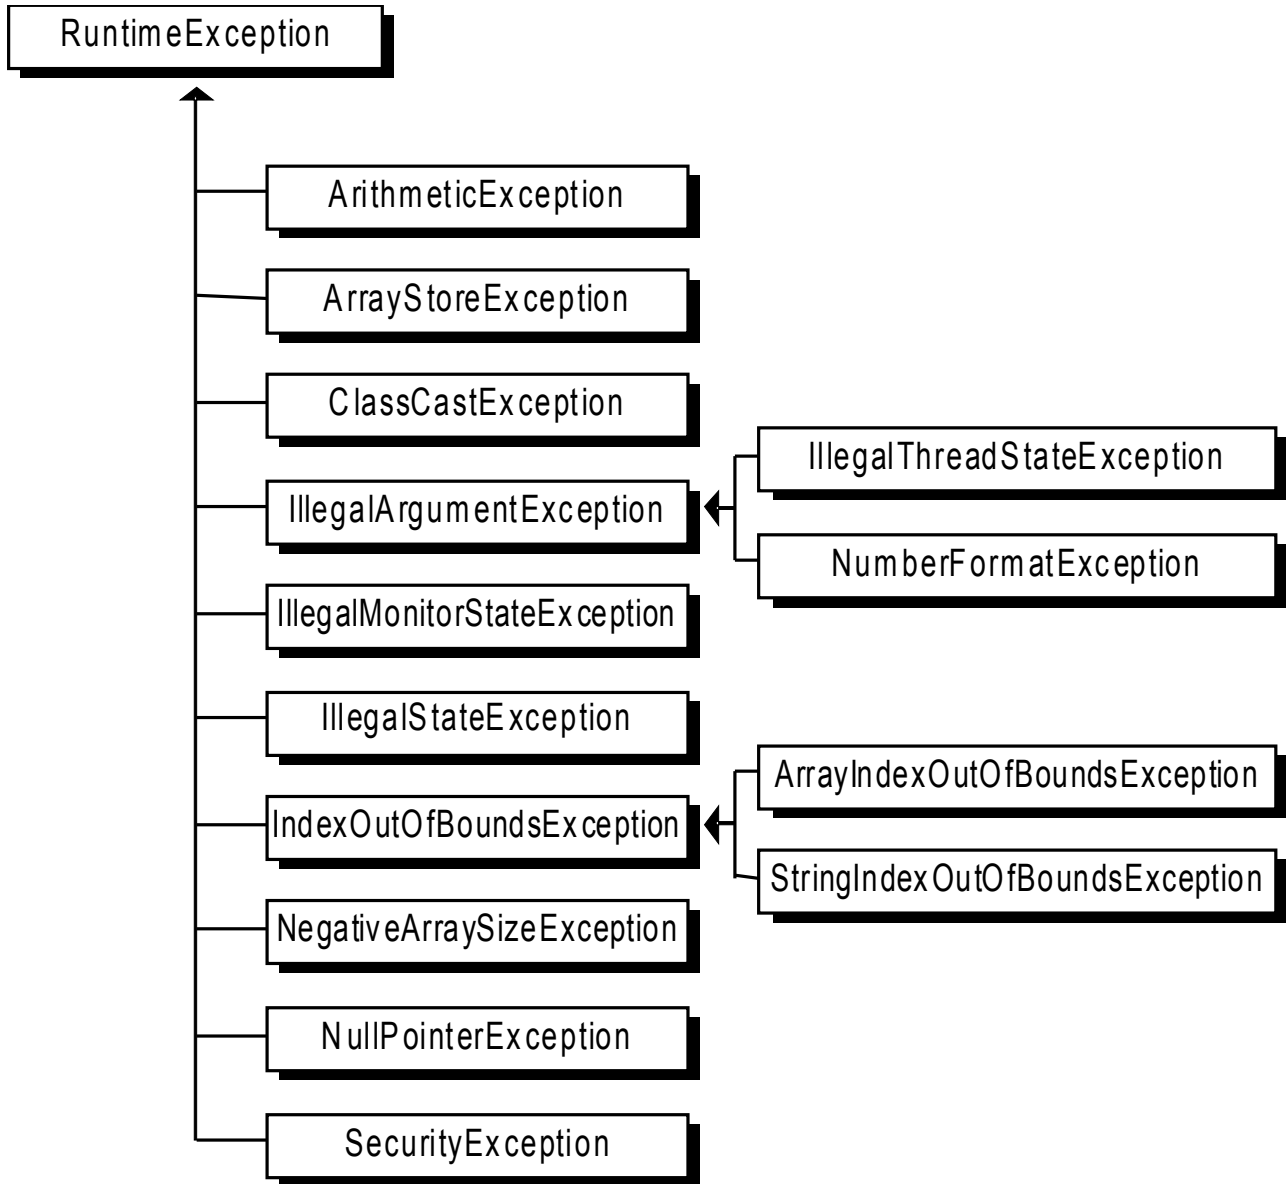 RuntimeException
ArithmeticException
ArrayStoreException
ClassCastException
IllegalArgumentException
IllegalThreadStateException
NumberFormatException
IllegalMonitorStateException
IllegalStateException
IndexOutOfBoundsException
ArrayIndexOutOfBoundsException
StringIndexOutOfBoundsException
NegativeArraySizeException
NullPointerException
SecurityException